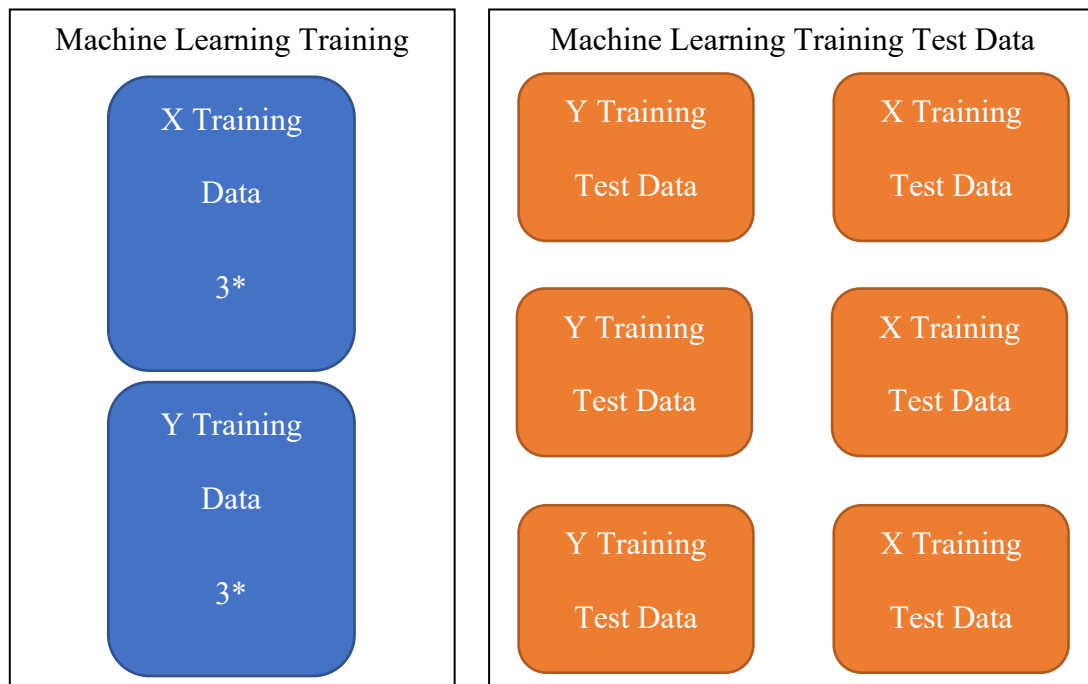 Machine Learning Training
X Training
Data
3*
Y Training
Data
3*
Machine Learning Training Test Data
Y Training
Test Data
X Training
Test Data
Y Training
Test Data
X Training
Test Data
Y Training
Test Data
X Training
Test Data